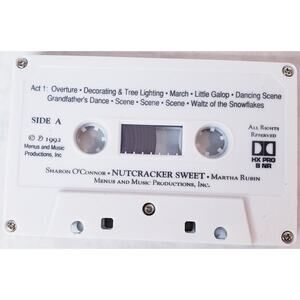 Act 1: Overture • Decorating & Tree Lighting • March • Little Galop • Dancing Scene
Grandfather's Dance • Scene • Scene • Scene • Waltz of the Snowflakes
SIDE A
ALL RIGHTS
RESERVED
© ℗ 1992
Menus and Music
Productions, Inc.
HX PRO
B NR
SHARON O'CONNOR • NUTCRACKER SWEET • MARTHA RUBIN
MENUS AND MUSIC PRODUCTIONS, INC.